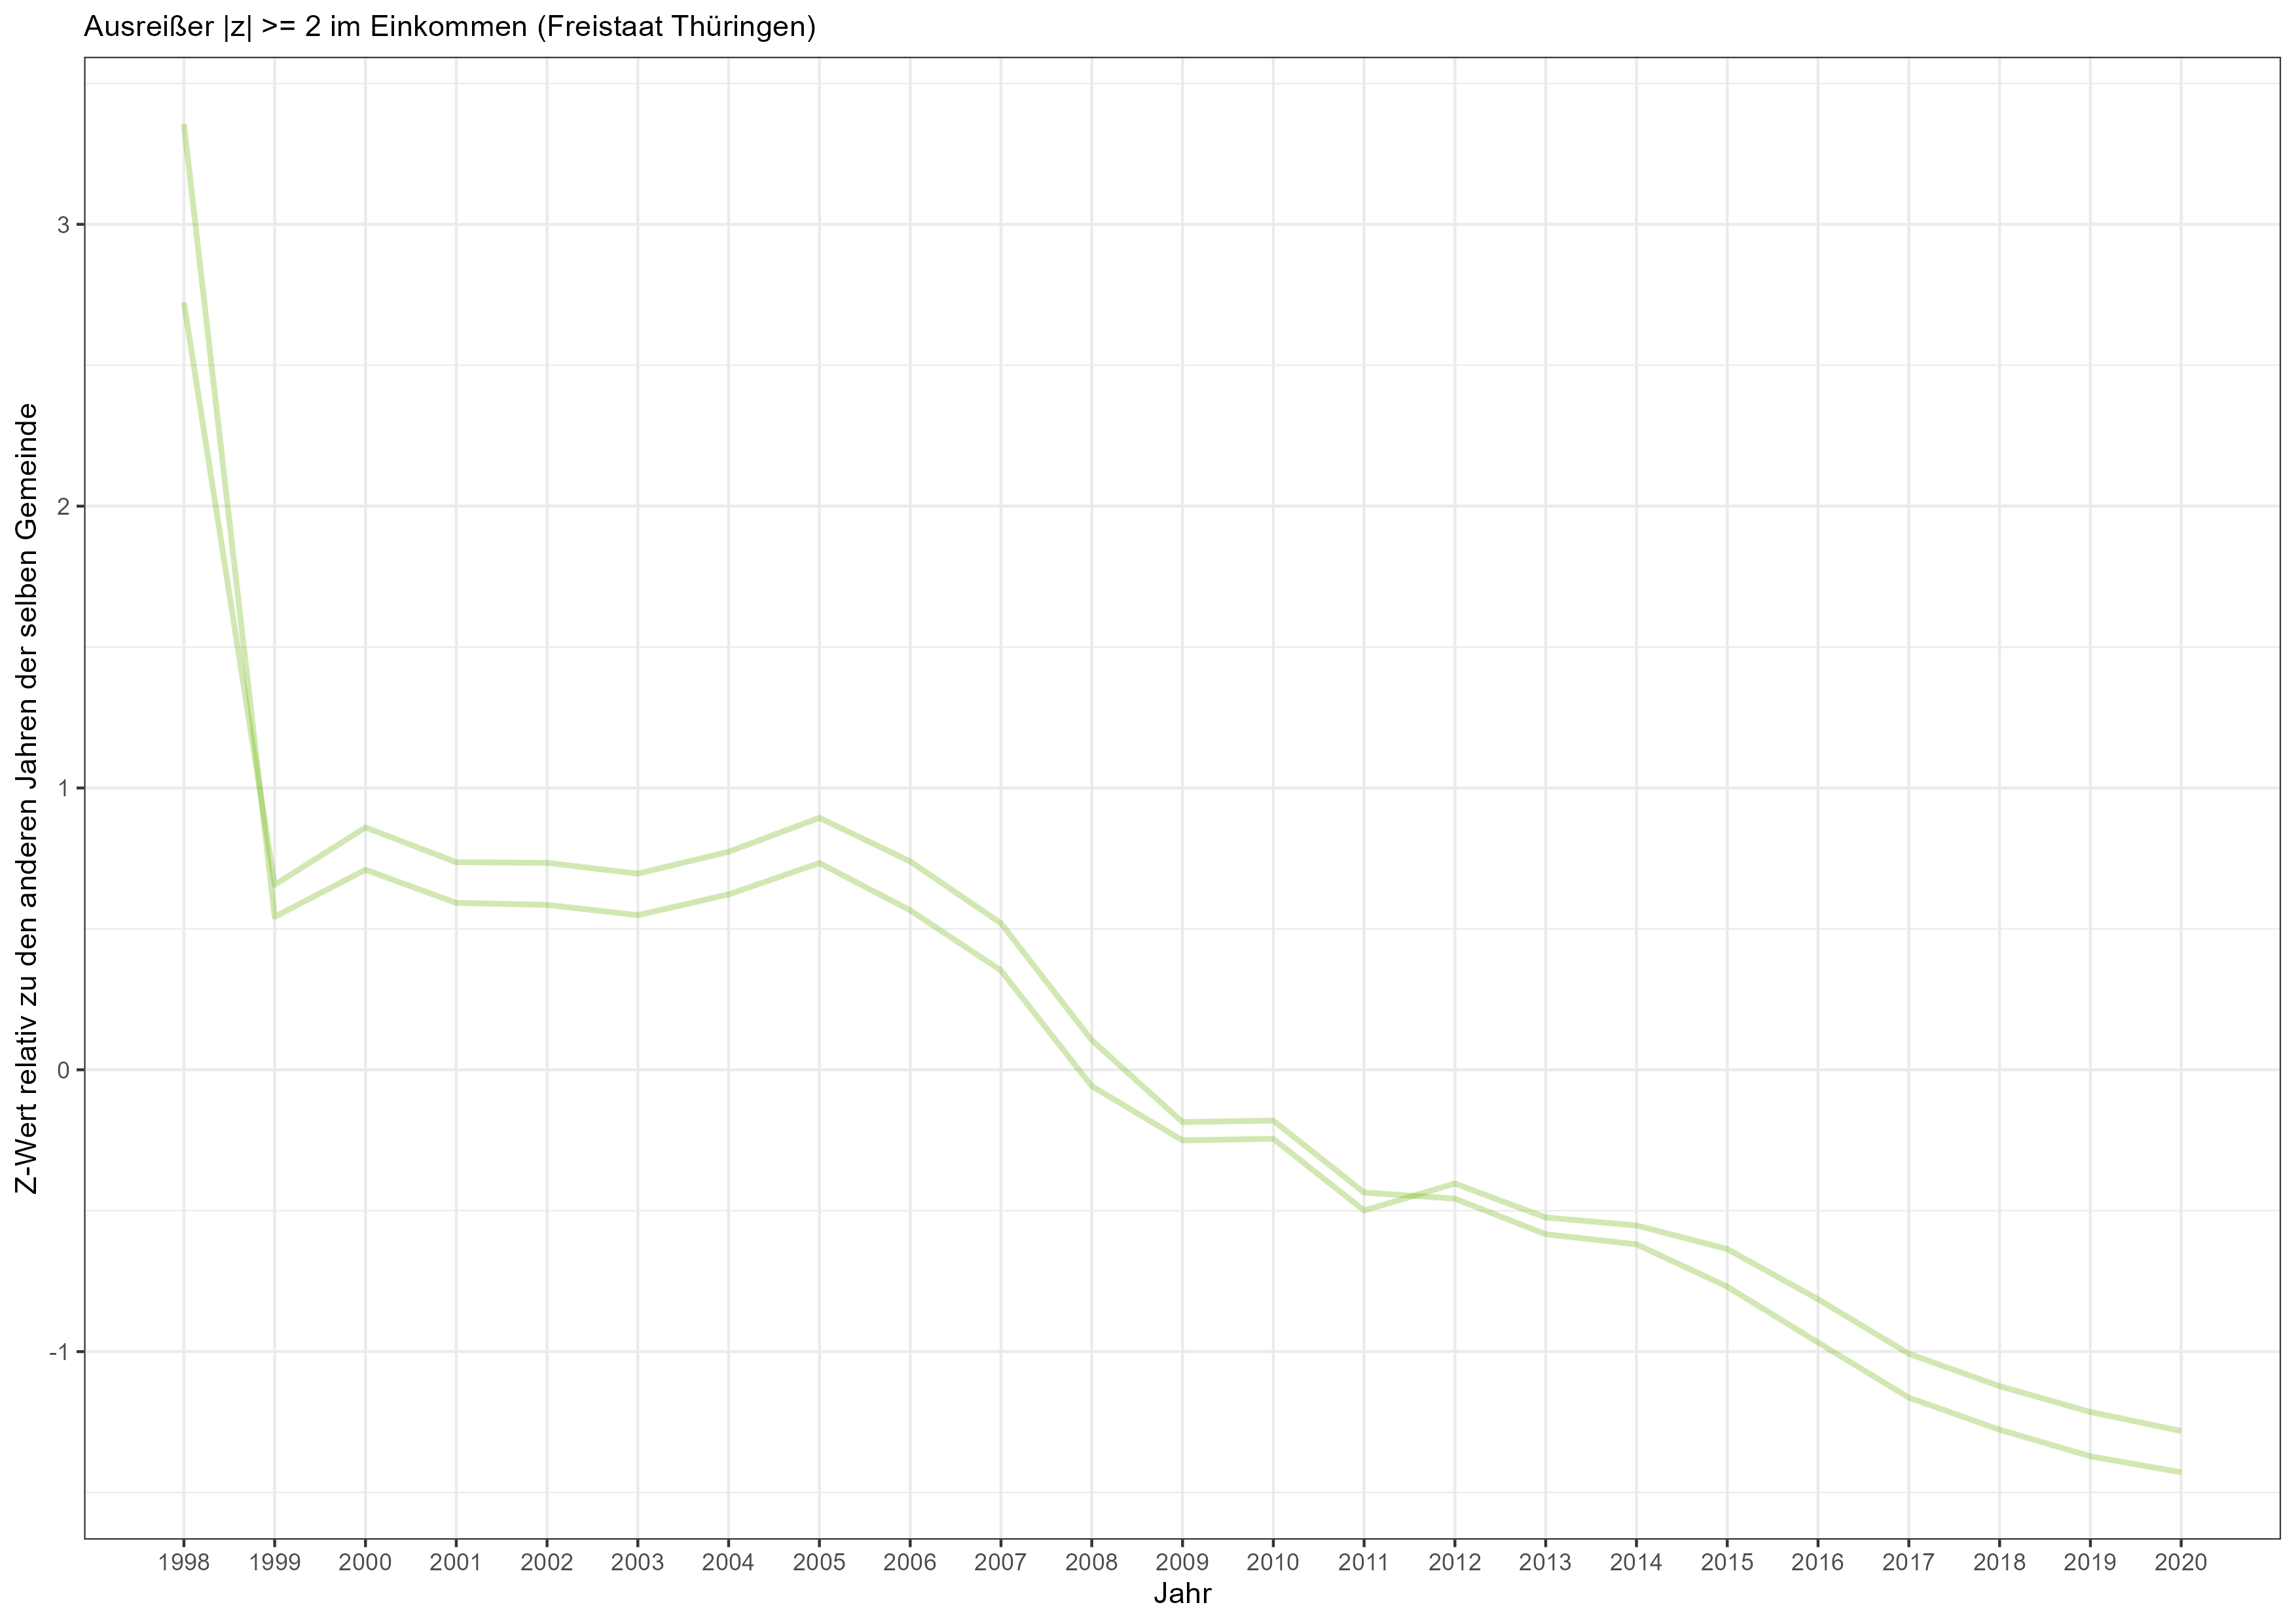 Ausreißer |z| >= 2 im Einkommen (Freistaat Thüringen)
Z-Wert relativ zu den anderen Jahren der selben Gemeinde
3
2
1
0
-1
1998 1999 2000 2001 2002 2003 2004 2005 2006 2007 2008 2009 2010 2011 2012 2013 2014 2015 2016 2017 2018 2019 2020
Jahr